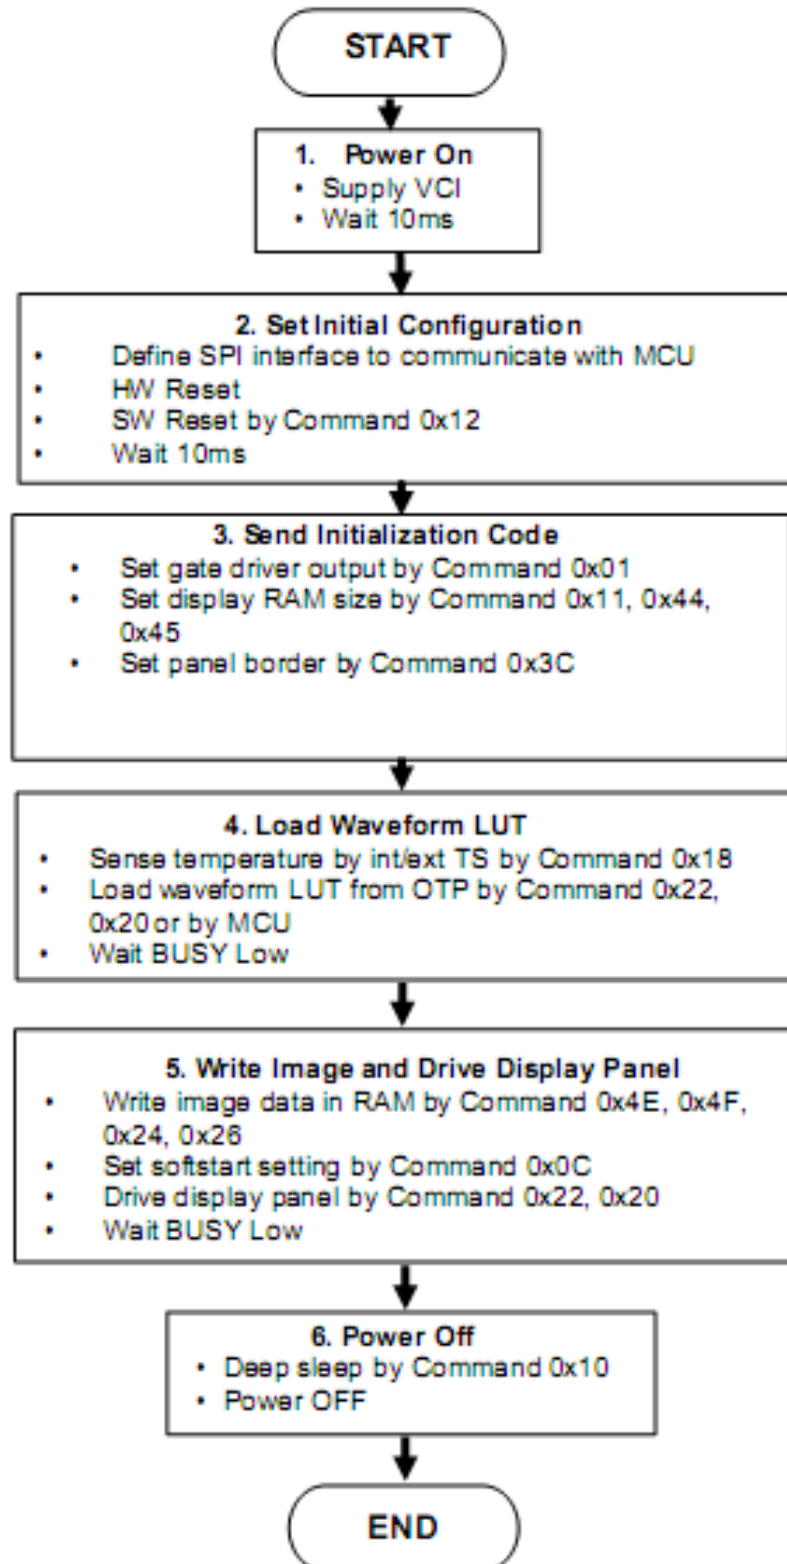 START
1. Power On
• Supply VCI
• Wait 10ms
2. Set Initial Configuration
• Define SPI interface to communicate with MCU
• HW Reset
• SW Reset by Command 0x12
• Wait 10ms
3. Send Initialization Code
• Set gate driver output by Command 0x01
• Set display RAM size by Command 0x11, 0x44,
0x45
• Set panel border by Command 0x3C
4. Load Waveform LUT
• Sense temperature by int/ext TS by Command 0x18
• Load waveform LUT from OTP by Command 0x22,
0x20 or by MCU
• Wait BUSY Low
5. Write Image and Drive Display Panel
• Write image data in RAM by Command 0x4E, 0x4F,
0x24, 0x26
• Set softstart setting by Command 0x0C
• Drive display panel by Command 0x22, 0x20
• Wait BUSY Low
6. Power Off
• Deep sleep by Command 0x10
• Power OFF
END